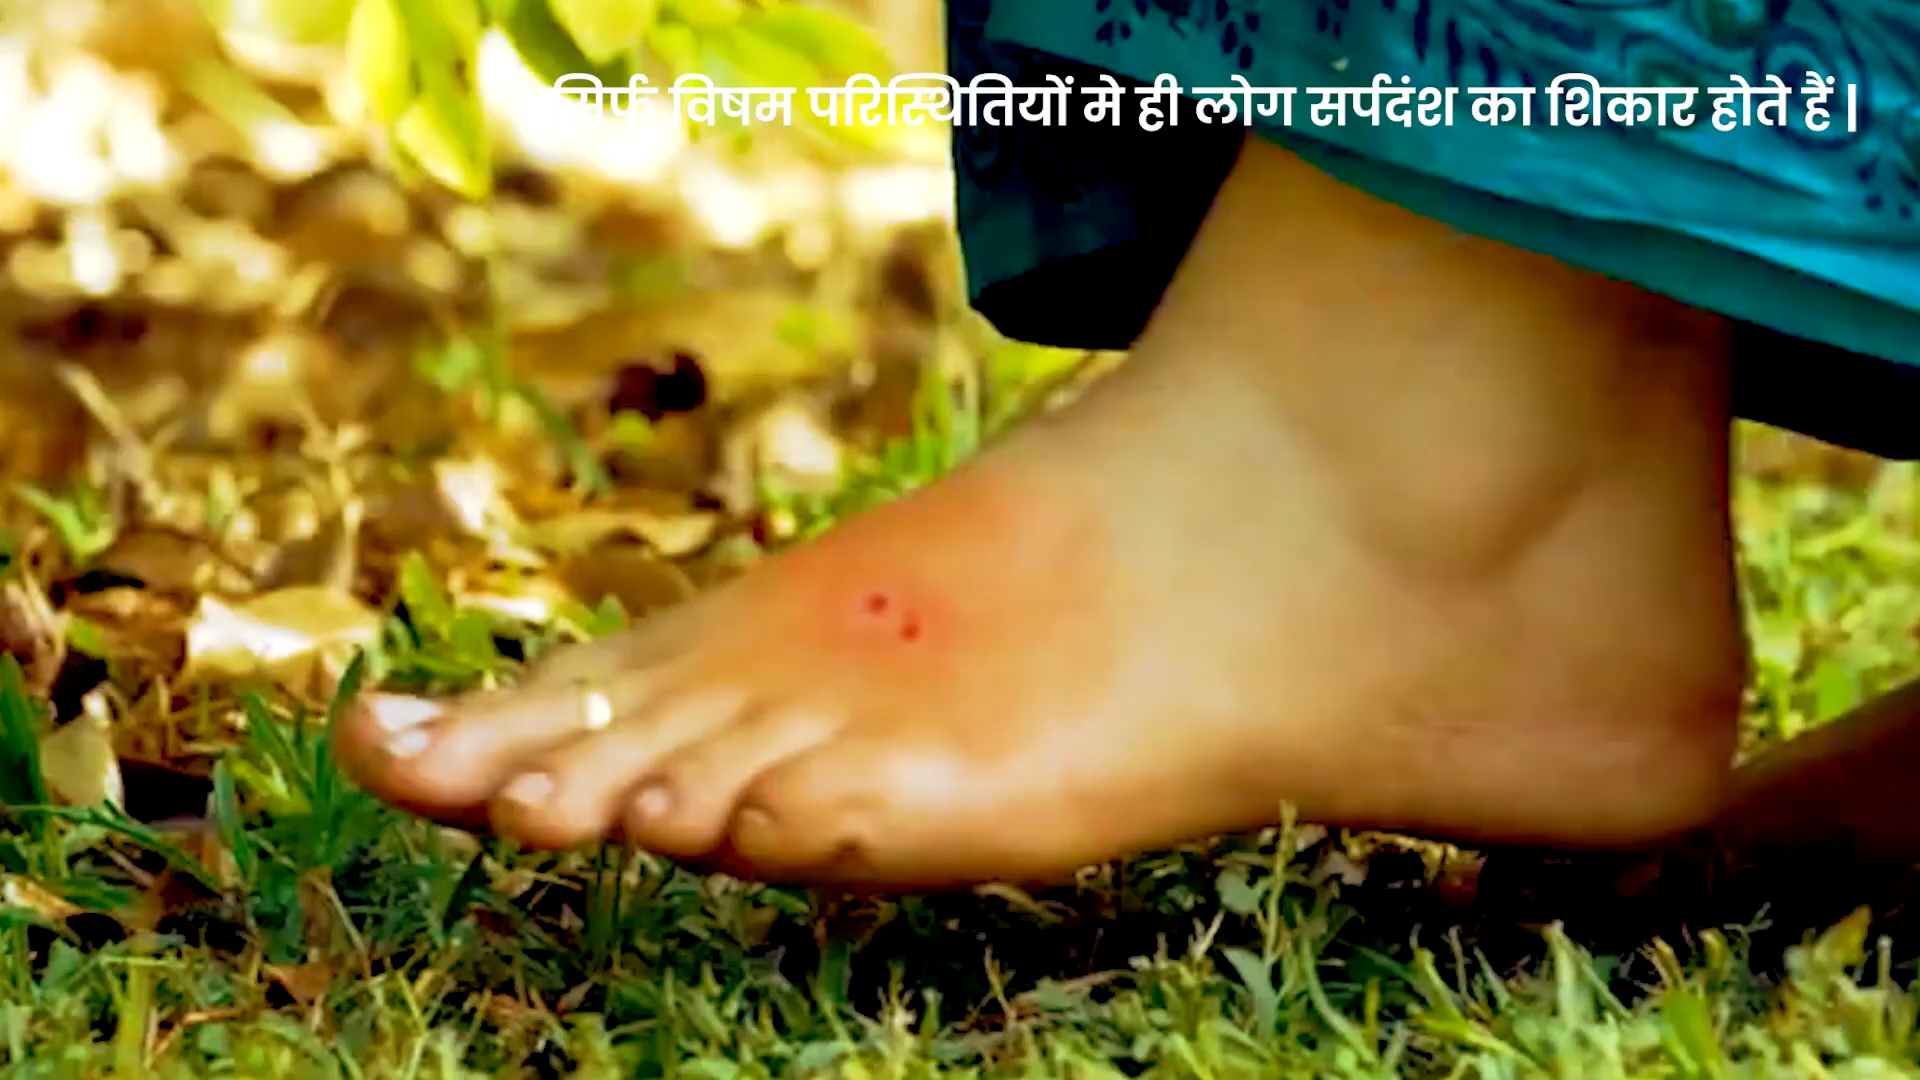 सिर्फ विषम परिस्थितियों मे ही लोग सर्पदंश का शिकार होते हैं |